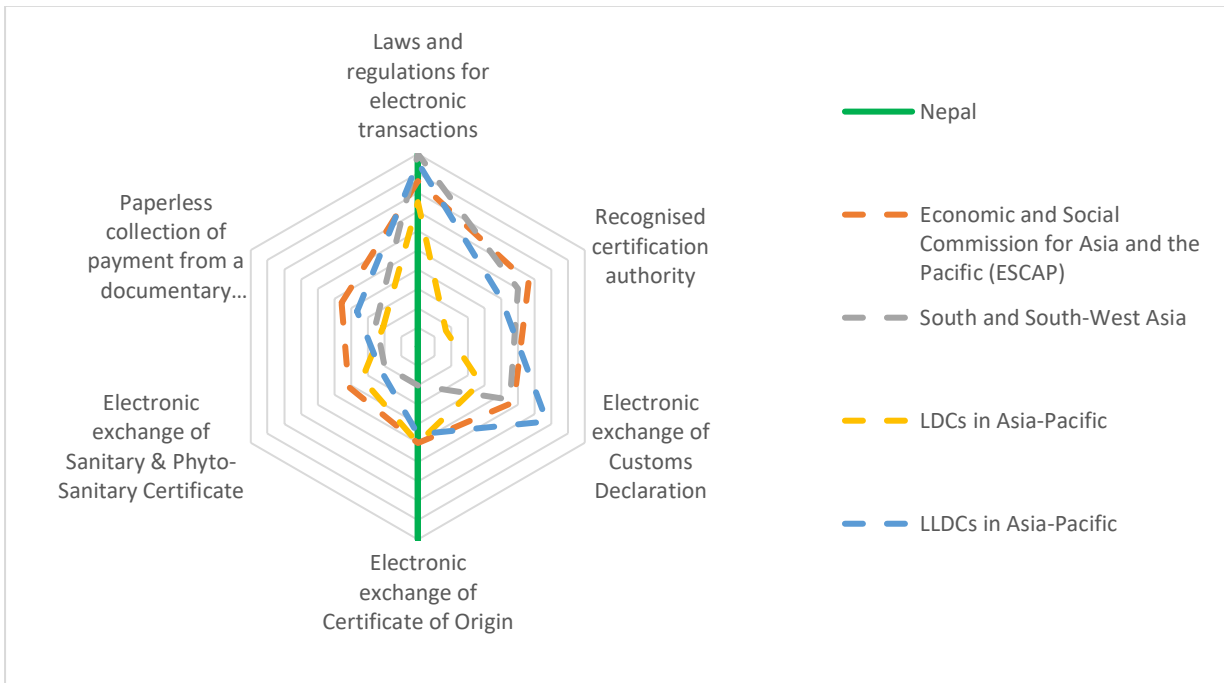 Laws and
regulations for
electronic
transactions
Recognised
certification
authority
Electronic
exchange of
Customs
Declaration
Electronic
exchange of
Certificate of Origin
Electronic
exchange of
Sanitary & Phyto-
Sanitary Certificate
Paperless
collection of
payment from a
documentary...
Nepal
Economic and Social
Commission for Asia and the
Pacific (ESCAP)
South and South-West Asia
LDCs in Asia-Pacific
LLDCs in Asia-Pacific